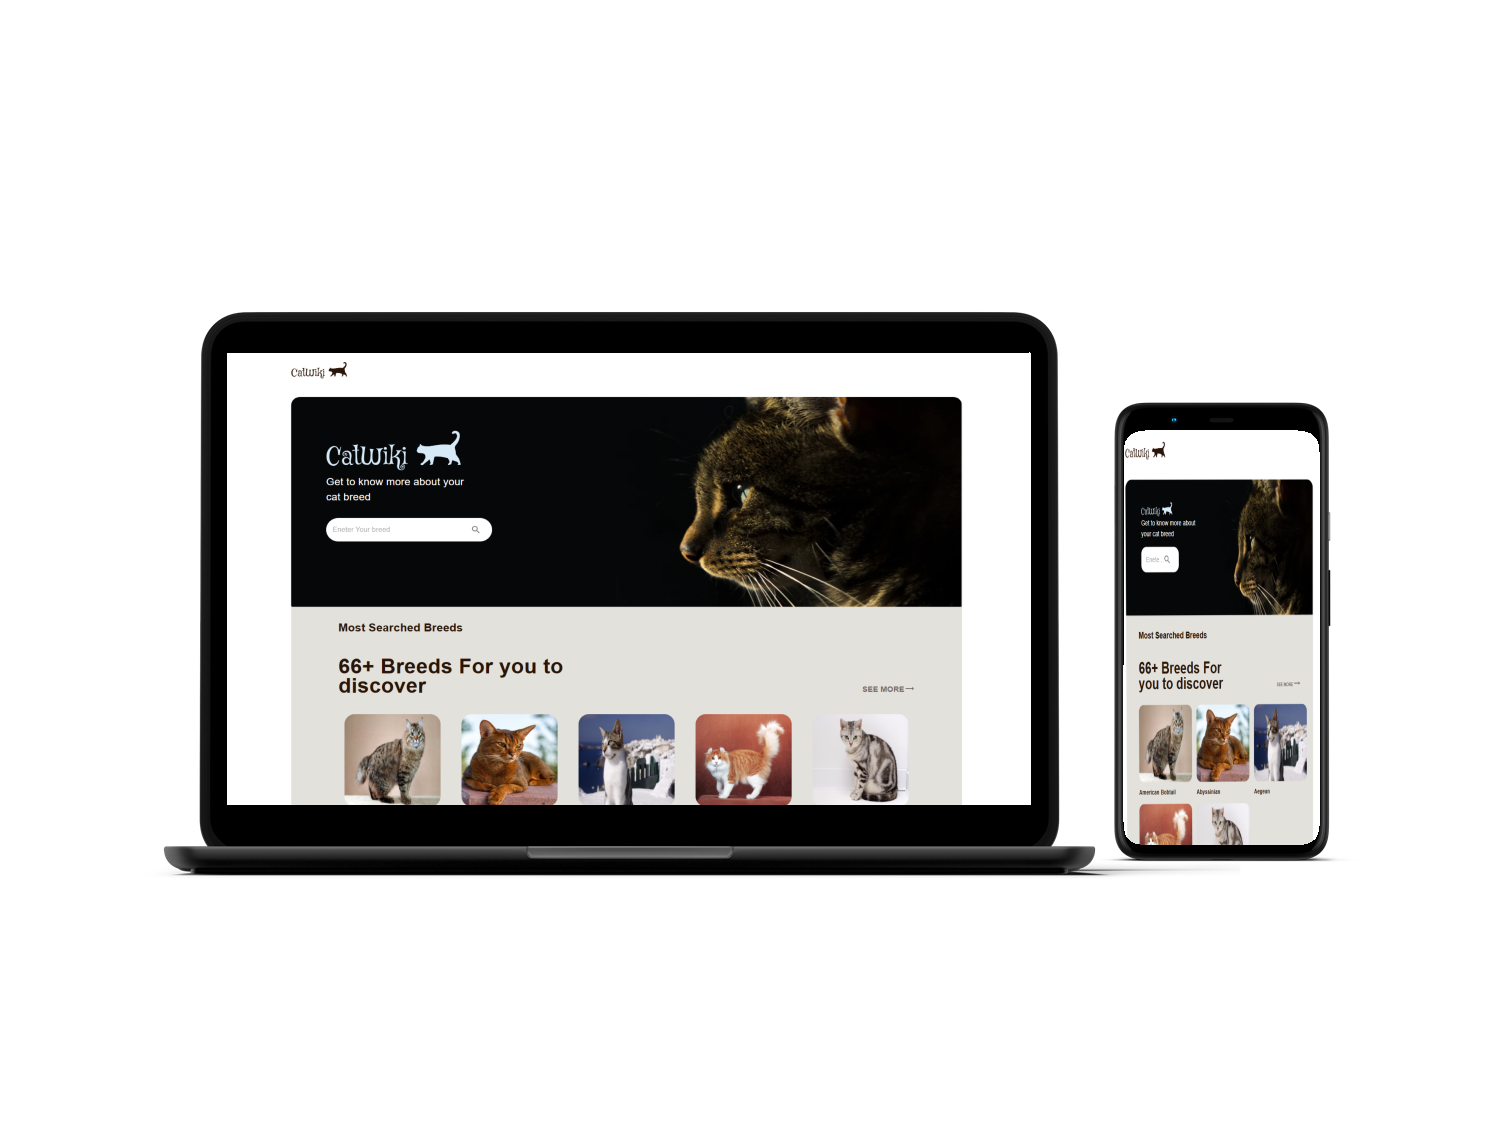 CatWiki
CatWiki
Get to know more about your
cat breed
Eneter Your breed
Most Searched Breeds
66+ Breeds For you to
discover
SEE MORE
CatWiki
CatWiki
Get to know more about
your cat breed
Enete..
Most Searched Breeds
66+ Breeds For
you to discover
SEE MORE
American Bobtail
Abyssinian
Aegean